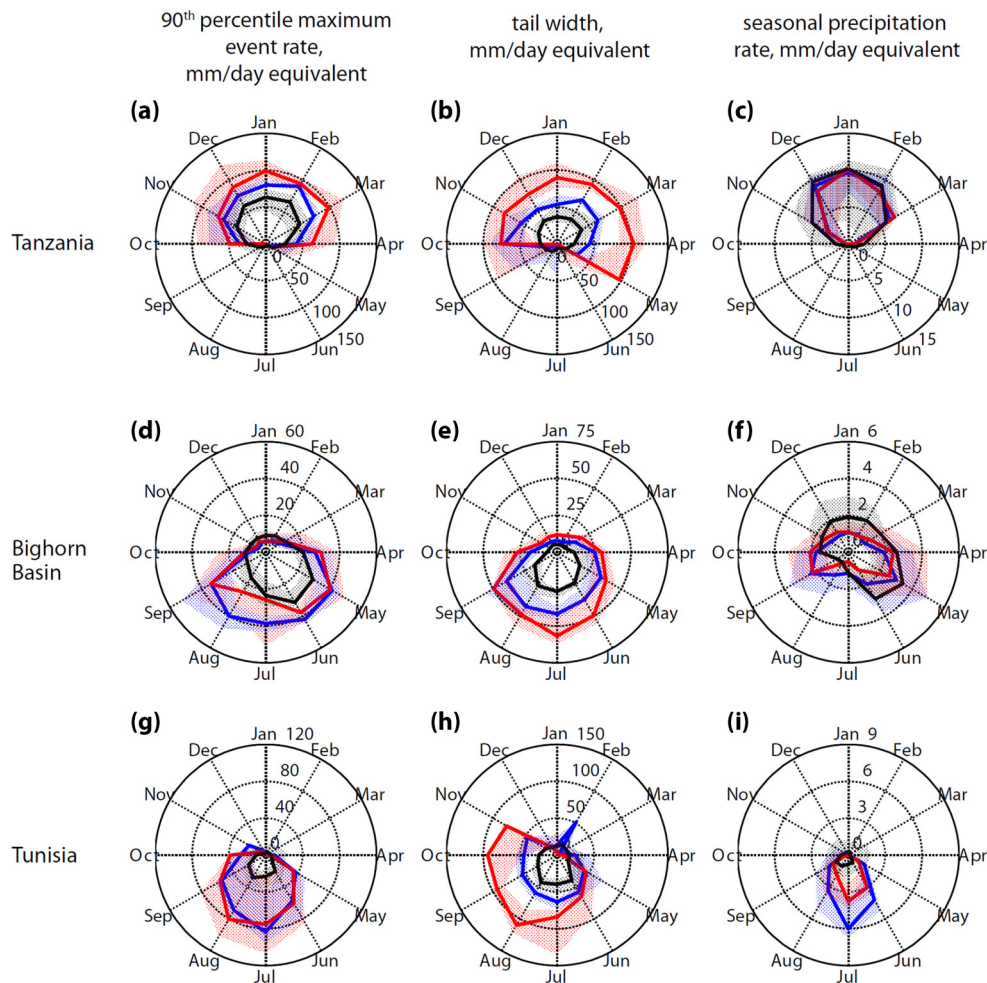 90th percentile maximum
event rate,
mm/day equivalent
tail width,
mm/day equivalent
seasonal precipitation
rate, mm/day equivalent
Tanzania
(a)
Jan
Feb
Mar
Apr
May
Jun
Jul
Aug
Sep
Oct
Nov
Dec
0
50
100
150
(b)
Jan
Feb
Mar
Apr
May
Jun
Jul
Aug
Sep
Oct
Nov
Dec
0
50
100
150
(c)
Jan
Feb
Mar
Apr
May
Jun
Jul
Aug
Sep
Oct
Nov
Dec
0
5
10
15
Bighorn
Basin
(d)
Jan 60
Feb
Mar
Apr
May
Jun
Jul
Aug
Sep
Oct
Nov
Dec
40
20
0
(e)
Jan 75
Feb
Mar
Apr
May
Jun
Jul
Aug
Sep
Oct
Nov
Dec
50
25
0
(f)
Jan 6
Feb
Mar
Apr
May
Jun
Jul
Aug
Sep
Oct
Nov
Dec
4
2
0
Tunisia
(g)
Jan 120
Feb
Mar
Apr
May
Jun
Jul
Aug
Sep
Oct
Nov
Dec
80
40
0
(h)
Jan 150
Feb
Mar
Apr
May
Jun
Jul
Aug
Sep
Oct
Nov
Dec
100
50
0
(i)
Jan 9
Feb
Mar
Apr
May
Jun
Jul
Aug
Sep
Oct
Nov
Dec
6
3
0